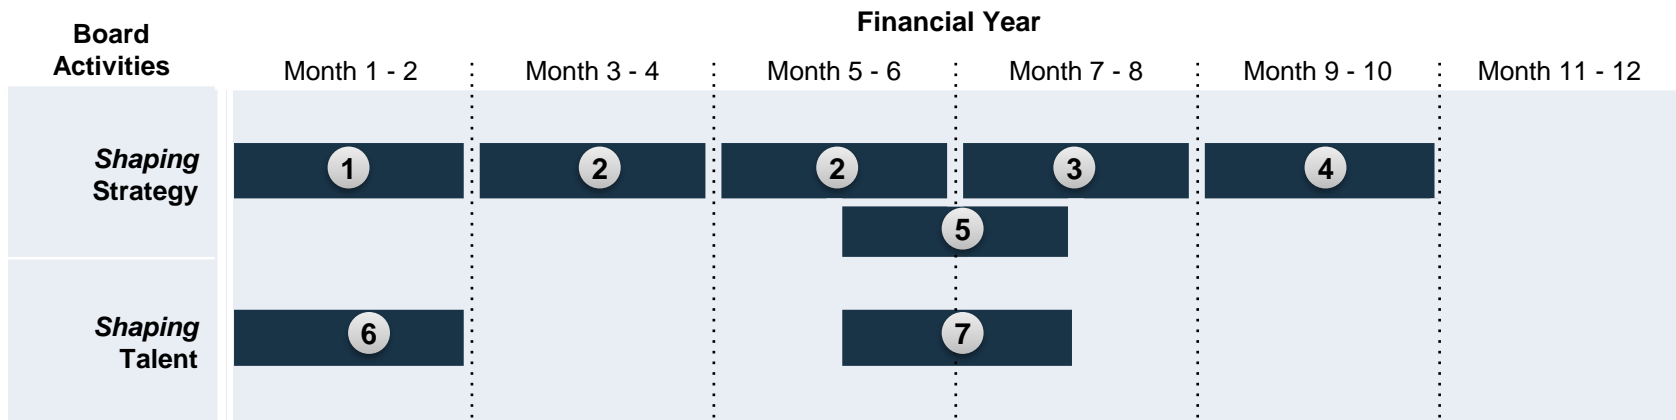 Financial Year
Board
Activities
Month 1 - 2
Month 3 - 4
Month 5 - 6
Month 7 - 8
Month 9 - 10
Month 11 - 12
Shaping
Strategy
1
2
2
3
4
5
Shaping
Talent
6
7